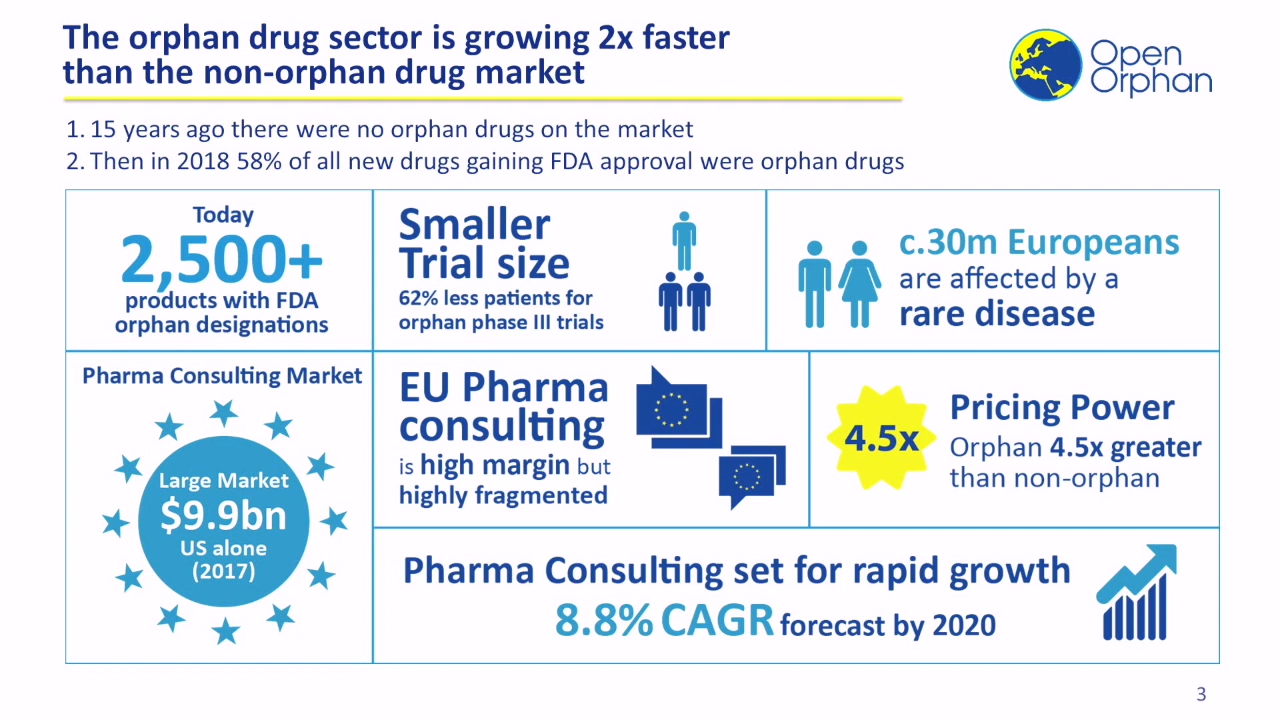 The orphan drug sector is growing 2x faster
than the non-orphan drug market
Open
Orphan
1. 15 years ago there were no orphan drugs on the market
2. Then in 2018 58% of all new drugs gaining FDA approval were orphan drugs
Today
2,500+
products with FDA
orphan designations
Smaller
Trial size
62% less patients for
orphan phase III trials
c.30m Europeans
are affected by a
rare disease
Pharma Consulting Market
Large Market
$9.9bn
US alone
(2017)
EU Pharma
consulting
is high margin but
highly fragmented
4.5x
Pricing Power
Orphan 4.5x greater
than non-orphan
Pharma Consulting set for rapid growth
8.8% CAGR forecast by 2020
3